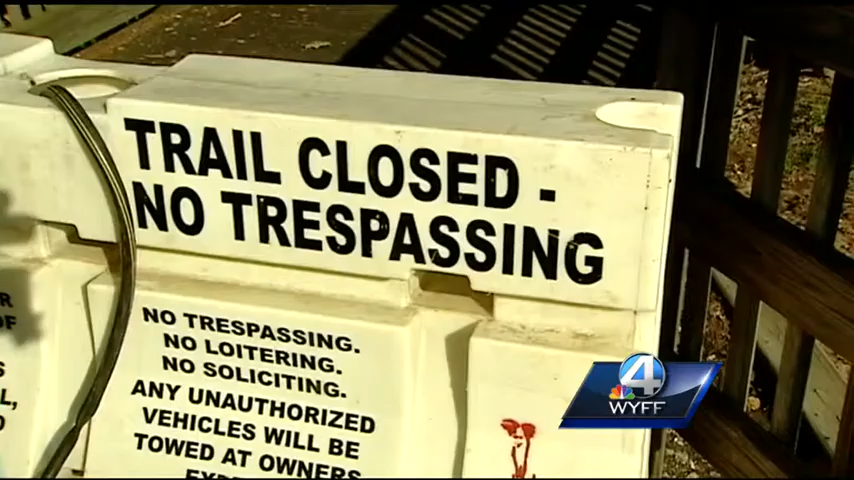 TRAIL CLOSED -
NO TRESPASSING
NO TRESPASSING.
NO LOITERING.
NO SOLICITING.
ANY UNAUTHORIZED
VEHICLES WILL BE
TOWED AT OWNERS
4
WYFF